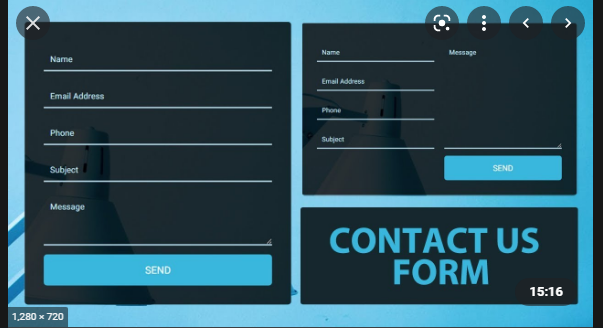 Name
Email Address
Phone
Subject
Message
SEND
Name
Message
Email Address
Phone
Subject
SEND
CONTACT US
FORM
15:16
1,280 × 720